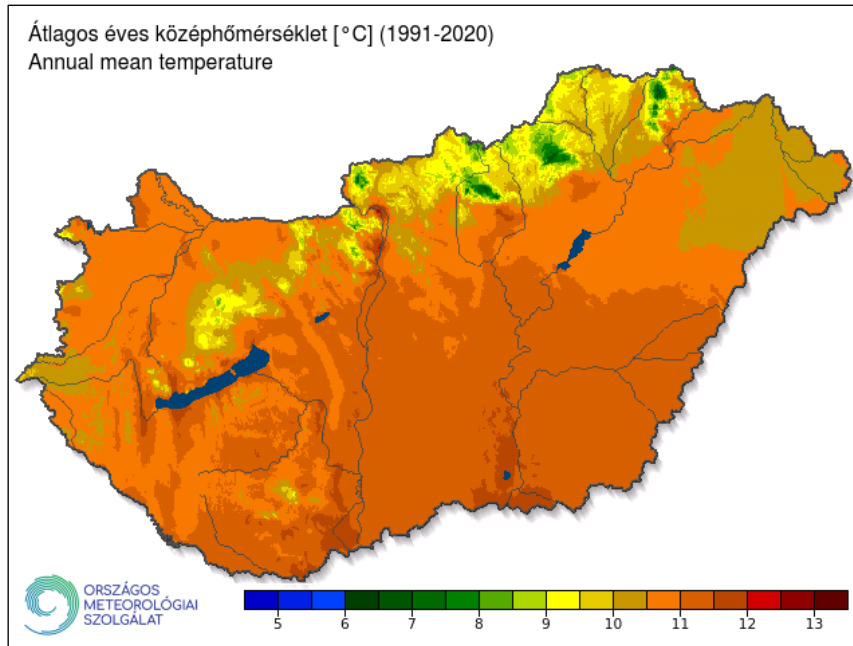 Átlagos éves középhőmérséklet [°C] (1991-2020)
Annual mean temperature
ORSZÁGOS
METEOROLÓGIAI
SZOLGÁLAT
5 6 7 8 9 10 11 12 13